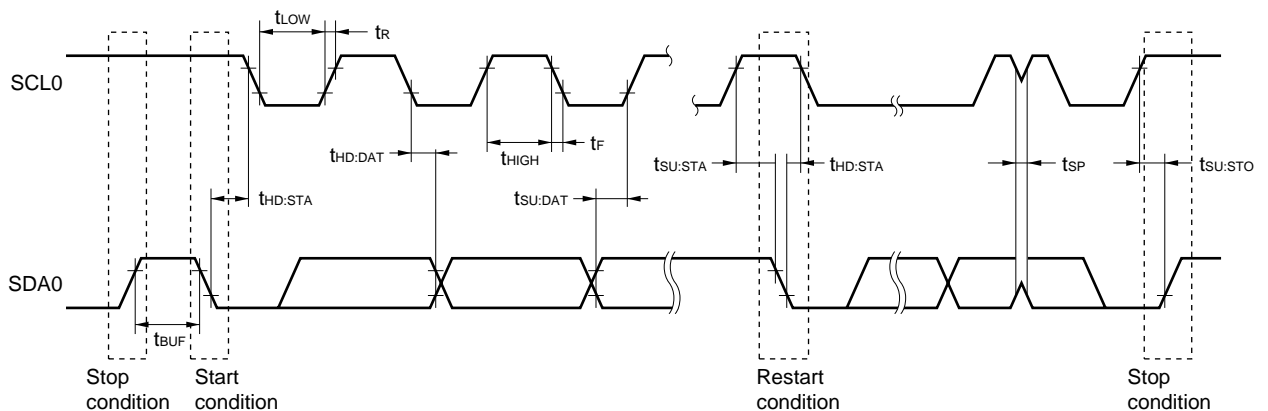 tLOW
tR
SCL0
tHD:DAT
tHIGH
tF
tSU:STA
tHD:STA
tSP
tSU:STO
tHD:STA
tSU:DAT
SDA0
tBUF
Stop
condition
Start
condition
Restart
condition
Stop
condition